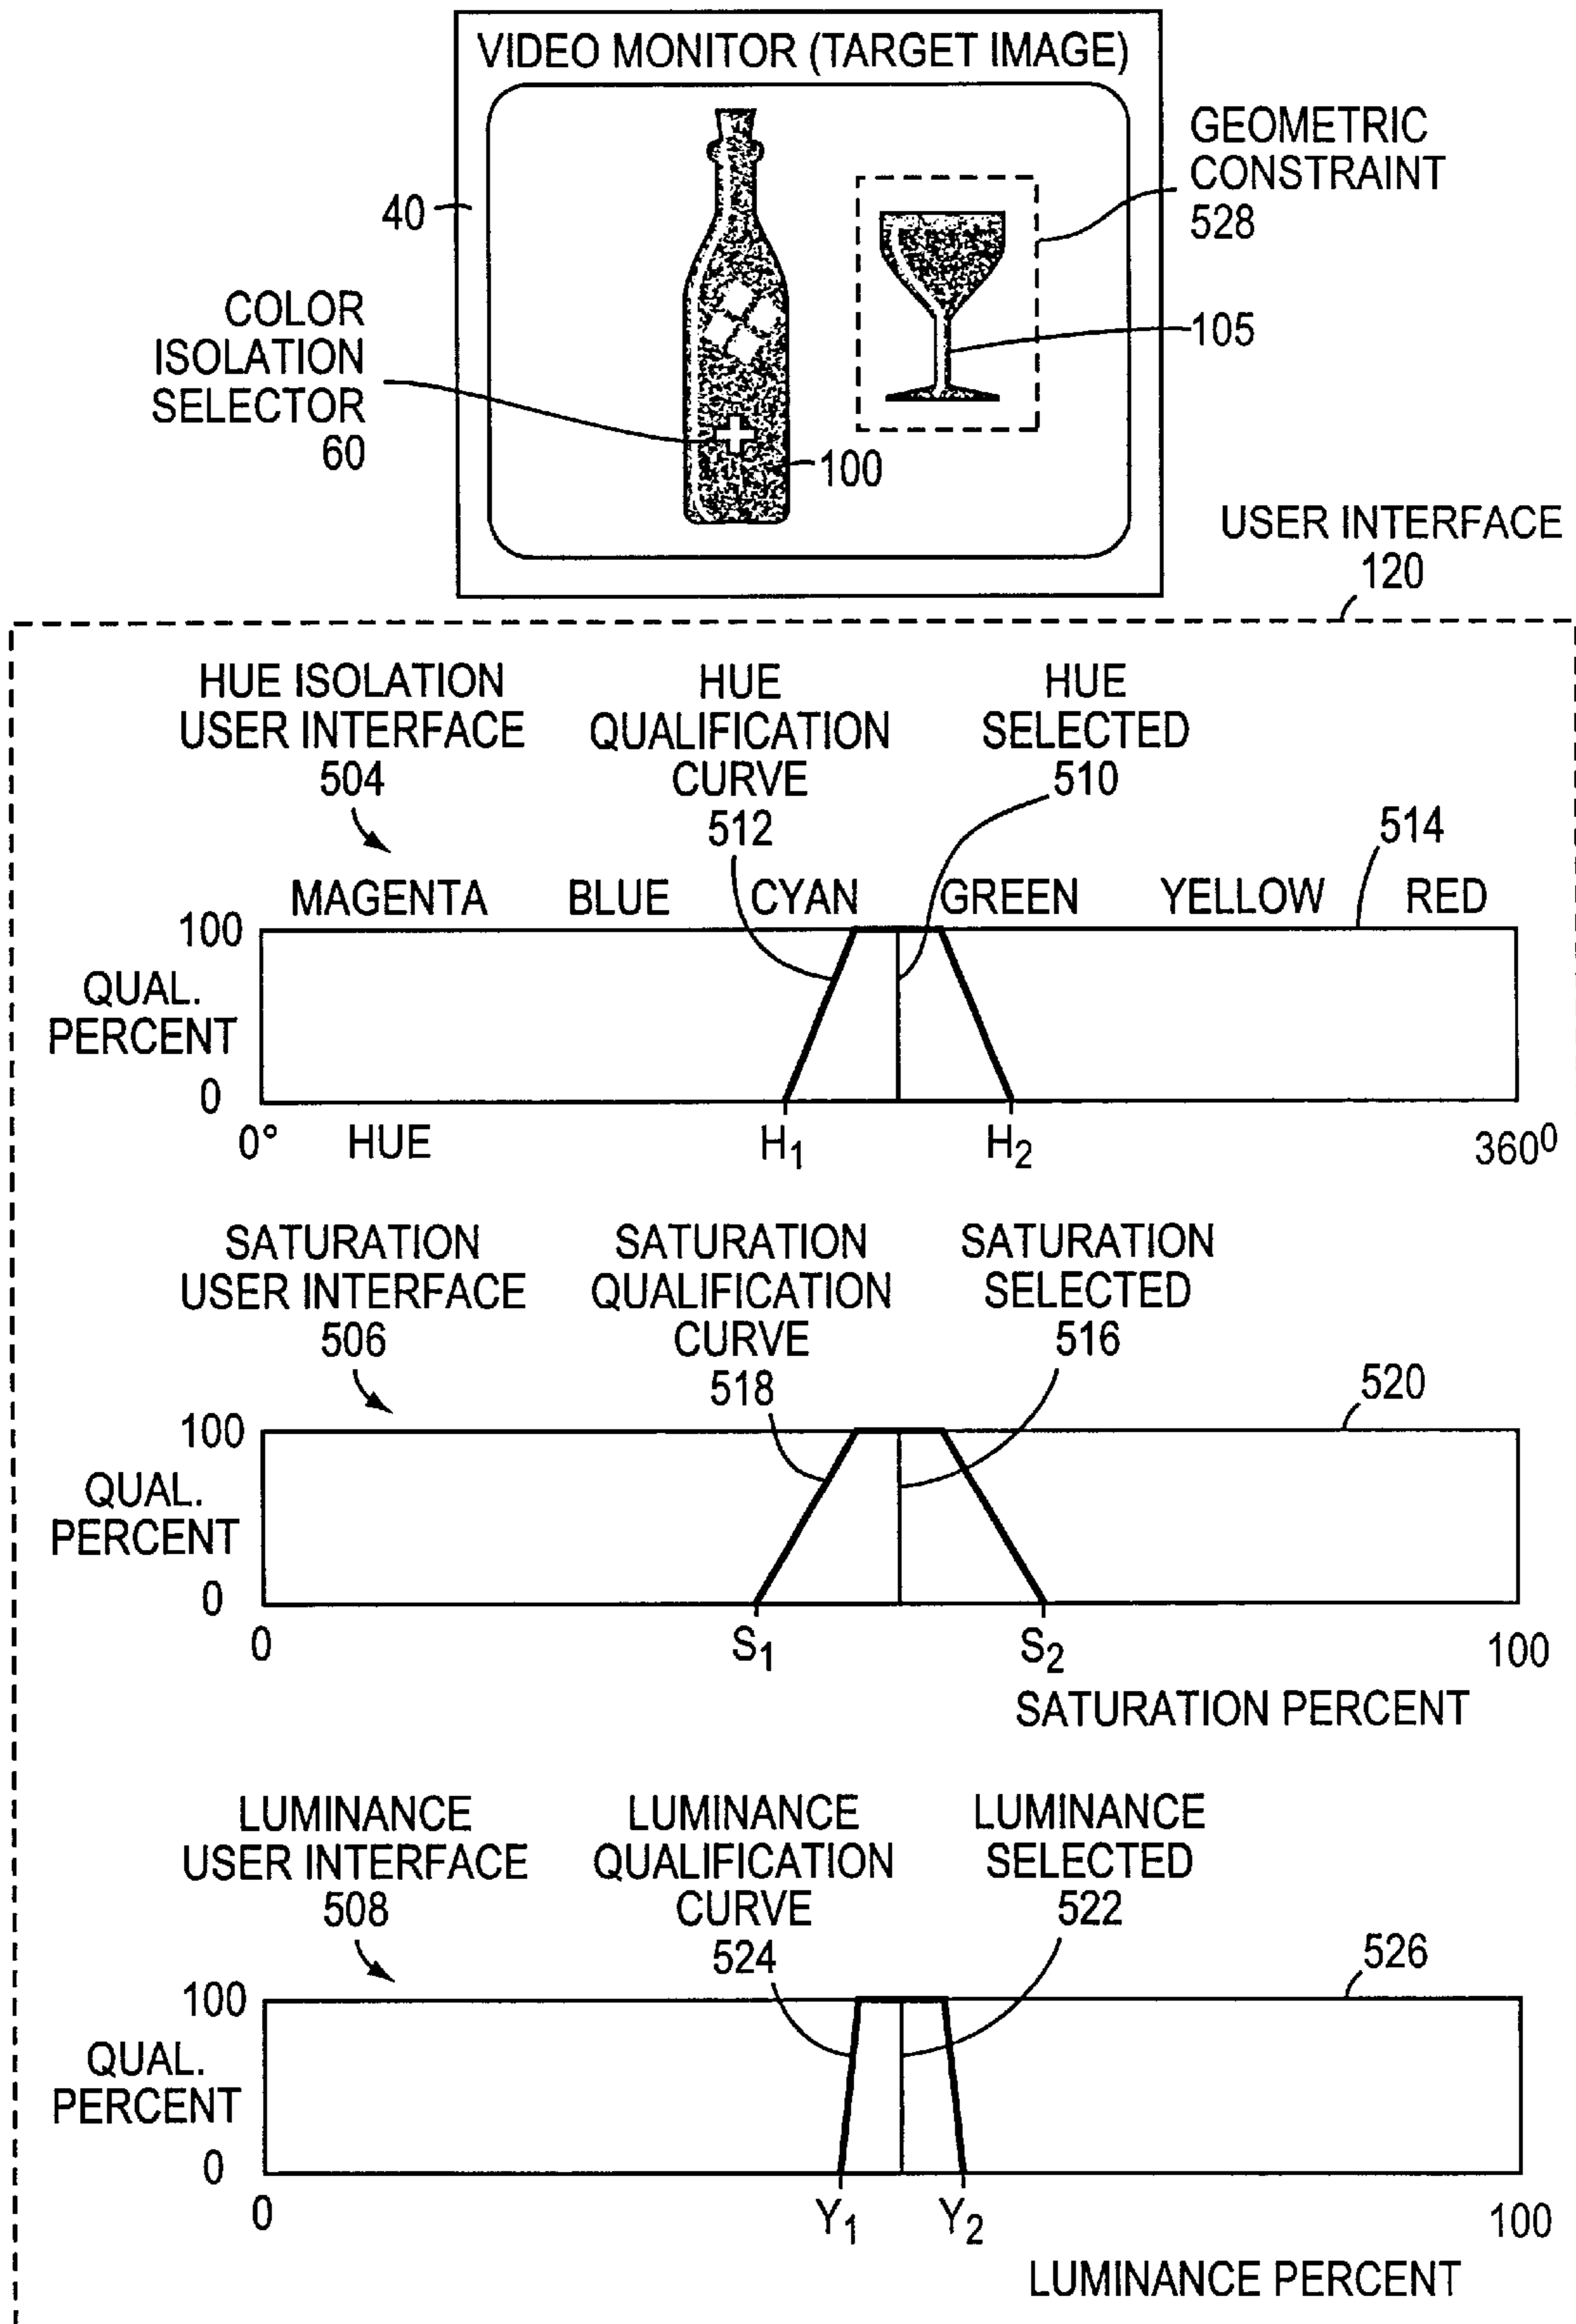 VIDEO MONITOR (TARGET IMAGE)
GEOMETRIC
CONSTRAINT
528
40
COLOR
ISOLATION
SELECTOR
60
105
100
USER INTERFACE
120
HUE ISOLATION
USER INTERFACE
504
HUE
QUALIFICATION
CURVE
512
HUE
SELECTED
510
514
MAGENTA BLUE CYAN GREEN YELLOW RED
100
QUAL.
PERCENT
0
0° HUE H1 H2 360⁰
SATURATION
USER INTERFACE
506
SATURATION
QUALIFICATION
CURVE
518
SATURATION
SELECTED
516
520
100
QUAL.
PERCENT
0
0 S1 S2 100
SATURATION PERCENT
LUMINANCE
USER INTERFACE
508
LUMINANCE
QUALIFICATION
CURVE
524
LUMINANCE
SELECTED
522
526
100
QUAL.
PERCENT
0
0 Y1 Y2 100
LUMINANCE PERCENT